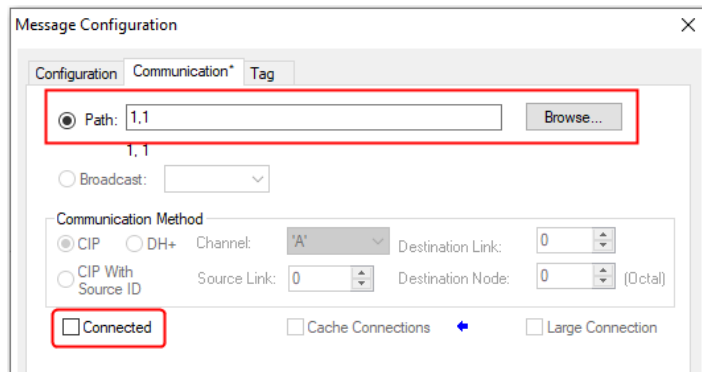 Message Configuration
Configuration Communication* Tag
Path: 1,1 Browse...
1, 1
Broadcast:
Communication Method
CIP DH+ Channel: 'A' Destination Link: 0
CIP With
Source ID Source Link: 0 Destination Node: 0 (Octal)
Connected Cache Connections Large Connection